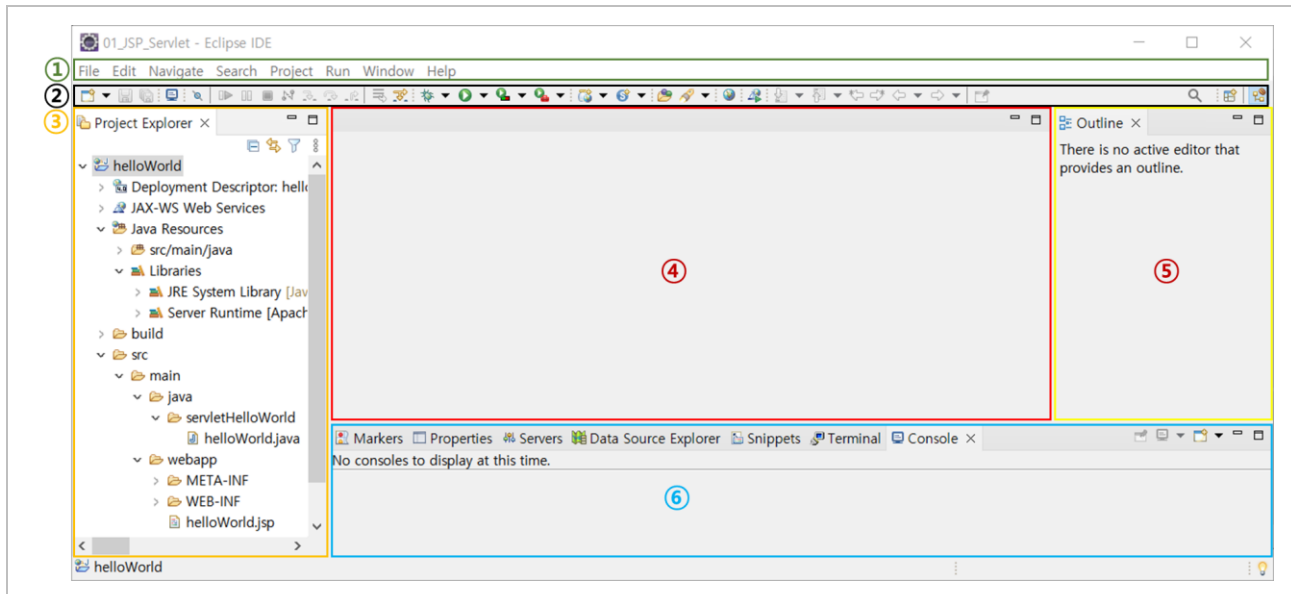 01_JSP_Servlet - Eclipse IDE
① File Edit Navigate Search Project Run Window Help
②
③ Project Explorer
helloWorld
Deployment Descriptor: hell
JAX-WS Web Services
Java Resources
src/main/java
Libraries
JRE System Library [Jav
Server Runtime [Apach
build
src
main
java
servletHelloWorld
helloWorld.java
webapp
META-INF
WEB-INF
helloWorld.jsp
④
Outline
There is no active editor that
provides an outline.
⑤
Markers Properties Servers Data Source Explorer Snippets Terminal Console
No consoles to display at this time.
⑥
helloWorld